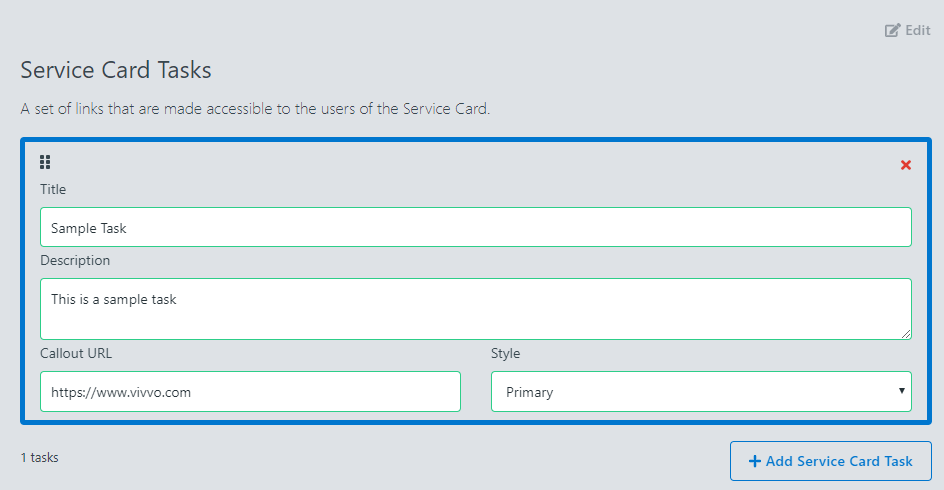 Edit
Service Card Tasks
A set of links that are made accessible to the users of the Service Card.
Title
Sample Task
Description
This is a sample task
Callout URL
Style
https://www.vivvo.com
Primary
1 tasks
Add Service Card Task